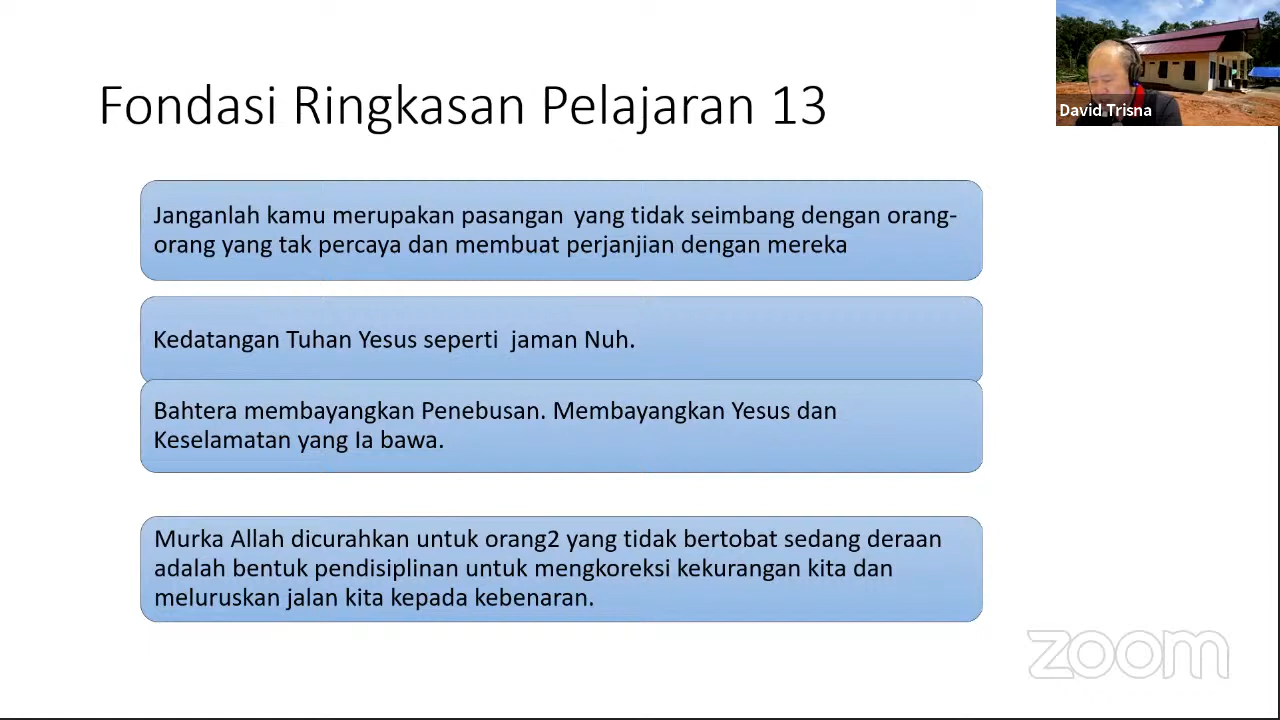 Fondasi Ringkasan Pelajaran 13
David Trisna
Janganlah kamu merupakan pasangan yang tidak seimbang dengan orang-
orang yang tak percaya dan membuat perjanjian dengan mereka
Kedatangan Tuhan Yesus seperti jaman Nuh.
Bahtera membayangkan Penebusan. Membayangkan Yesus dan
Keselamatan yang Ia bawa.
Murka Allah dicurahkan untuk orang2 yang tidak bertobat sedang deraan
adalah bentuk pendisiplinan untuk mengkoreksi kekurangan kita dan
meluruskan jalan kita kepada kebenaran.
zoom